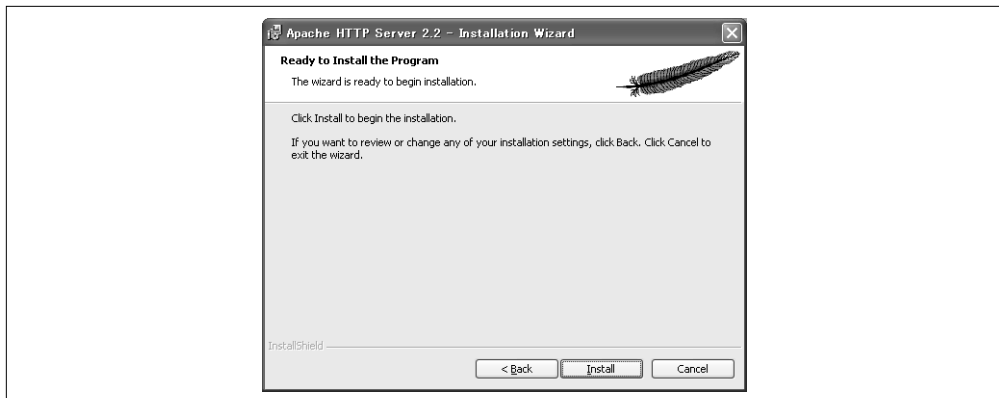 Apache HTTP Server 2.2 - Installation Wizard
Ready to Install the Program
The wizard is ready to begin installation.
Click Install to begin the installation.
If you want to review or change any of your installation settings, click Back. Click Cancel to
exit the wizard.
InstallShield
< Back Install Cancel